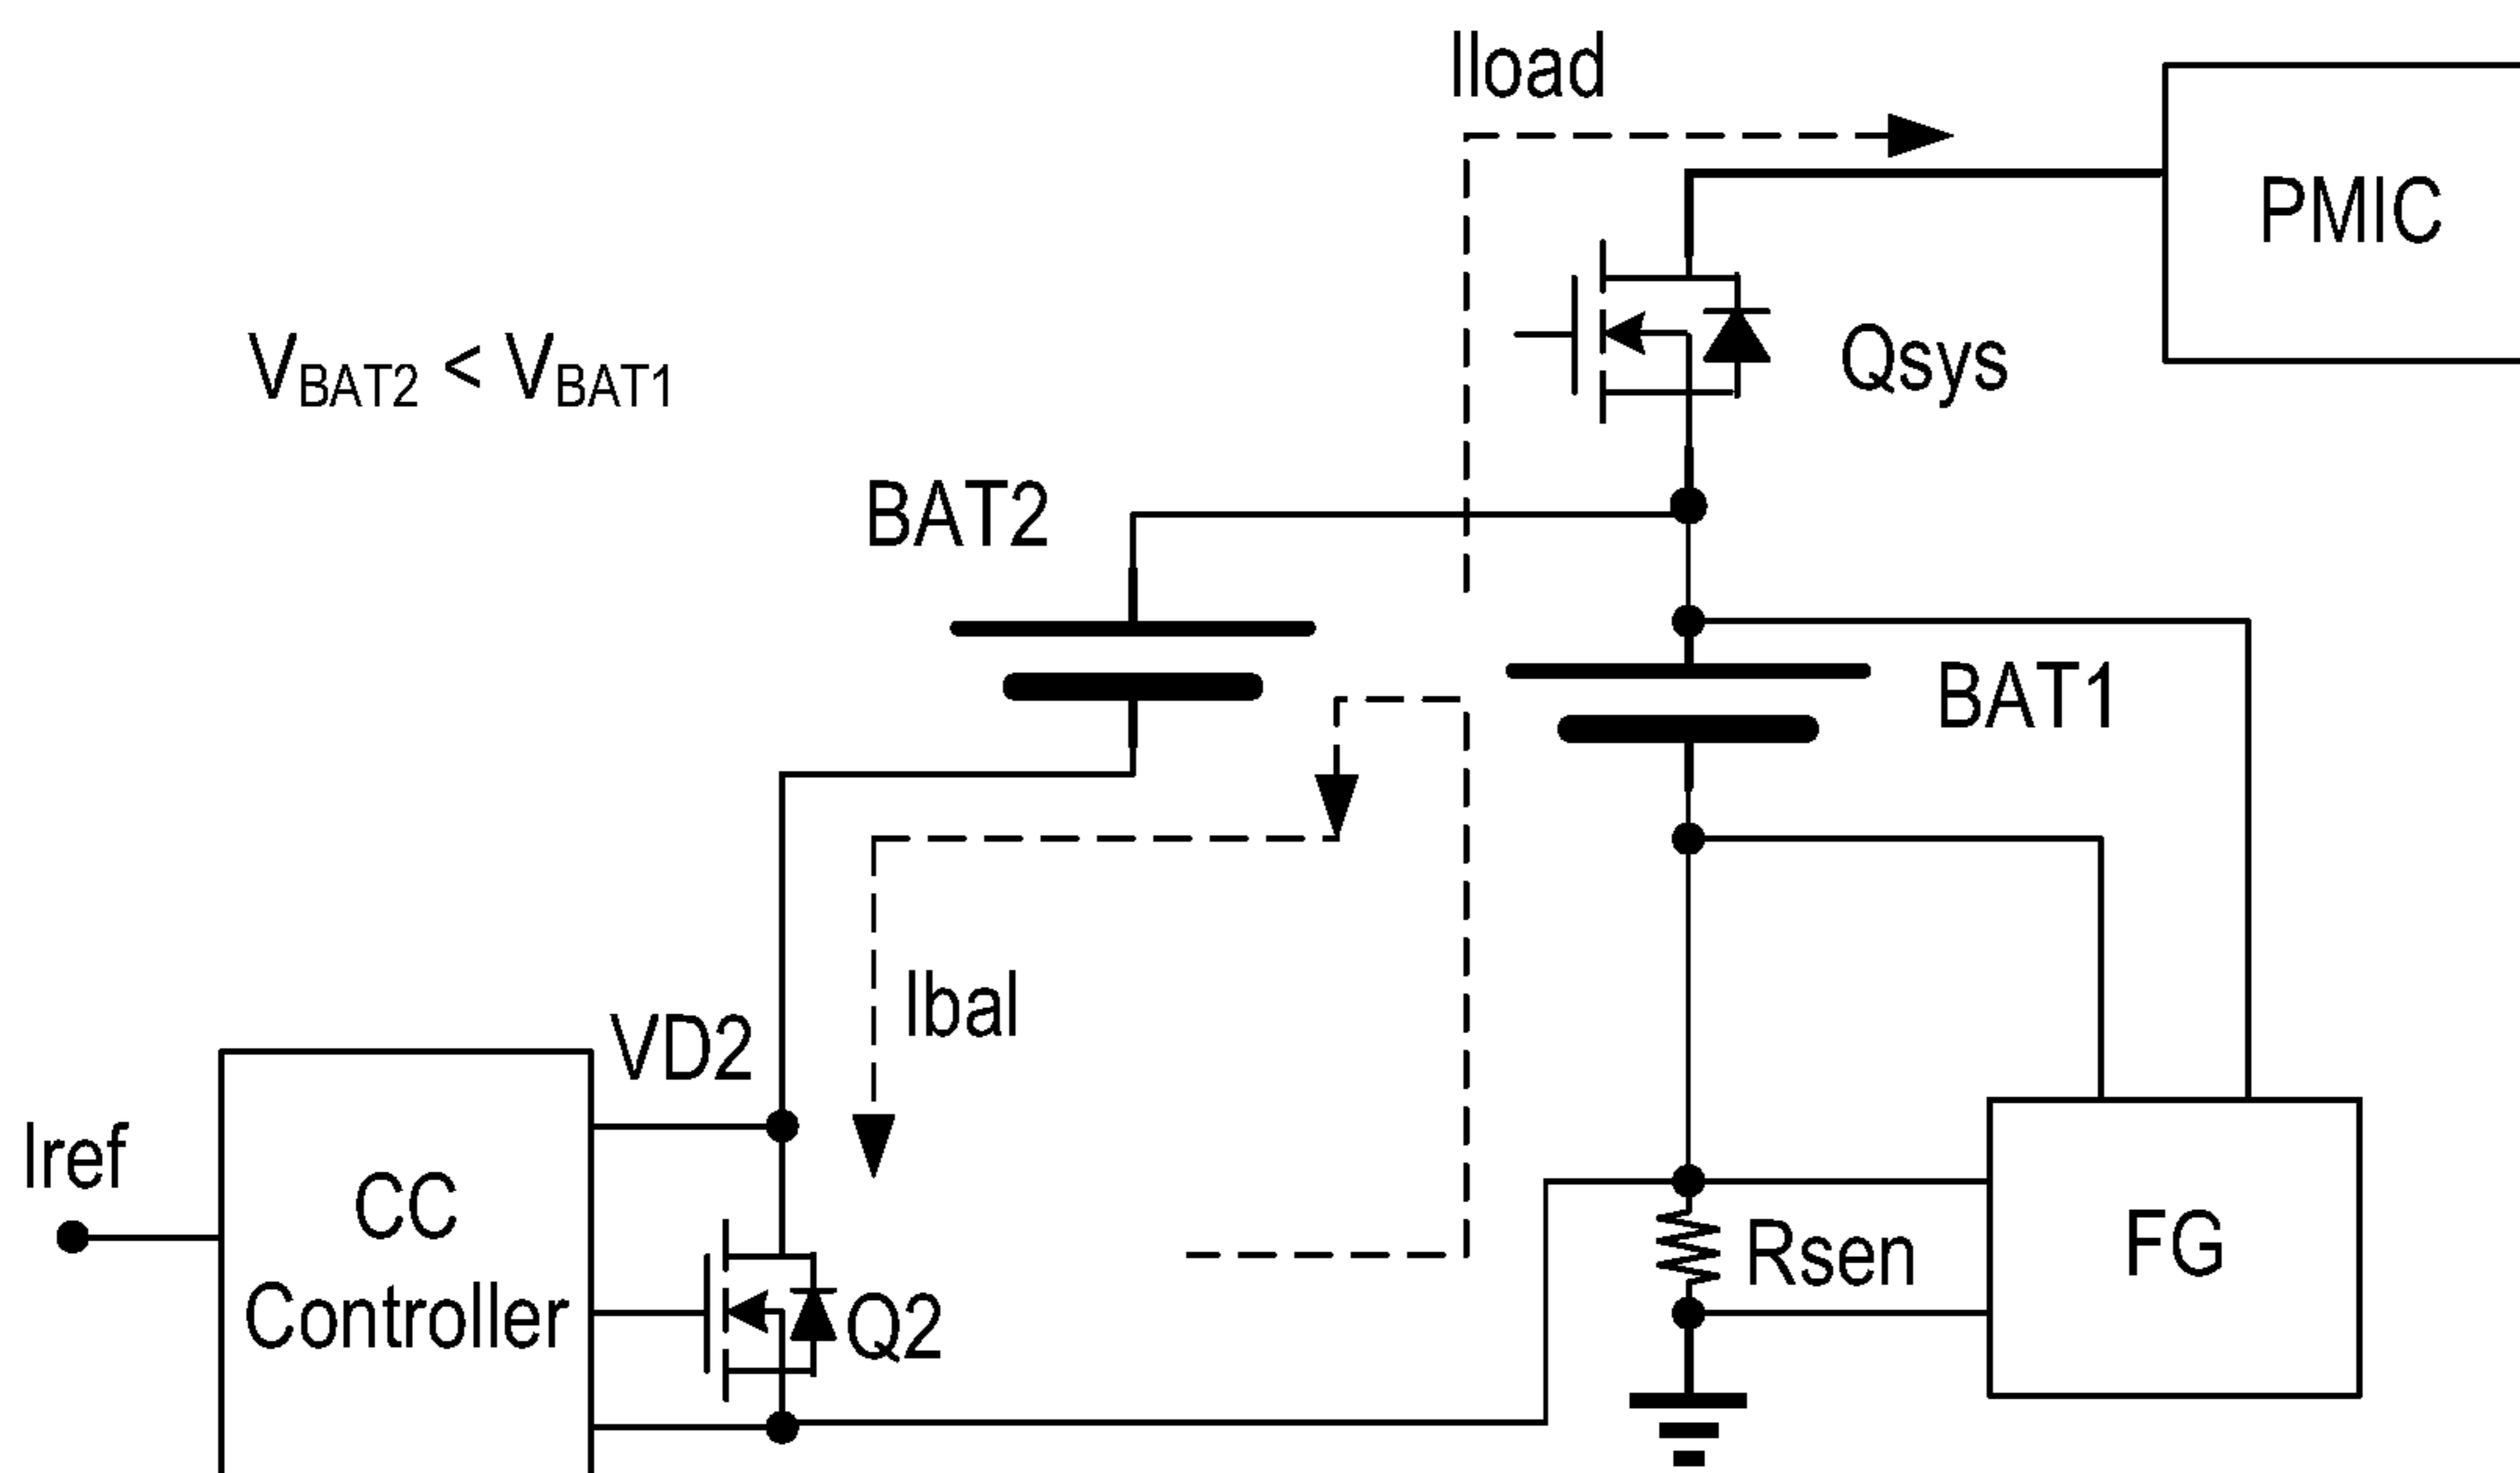 Iload
PMIC
Qsys
VBAT2 < VBAT1
BAT2
BAT1
Ibal
VD2
Iref
CC
Controller
Q2
Rsen
FG